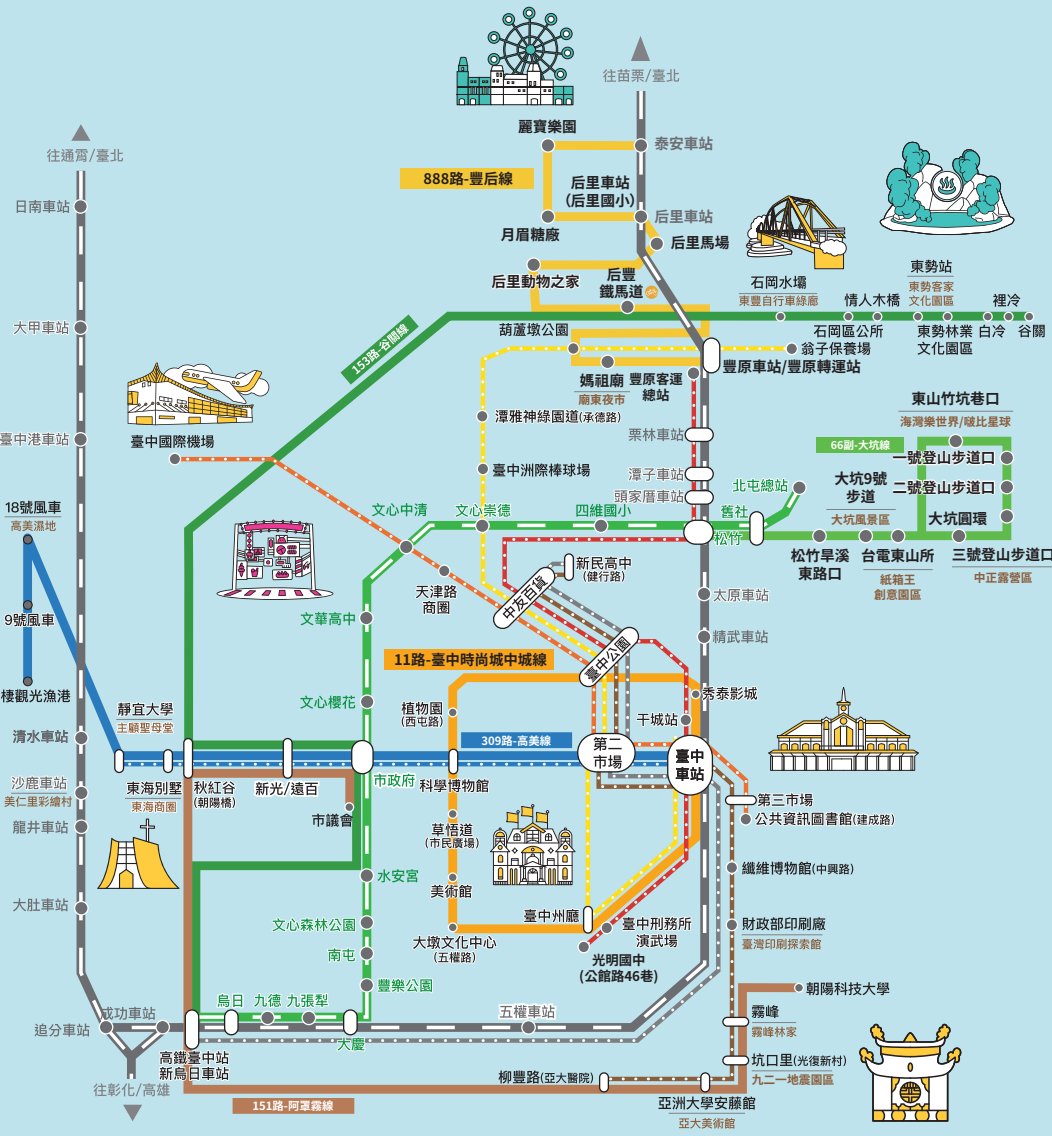 往苗栗/臺北
麗寶樂園
泰安車站
往通霄/臺北
888路-豐后線
后里車站
(后里國小)
日南車站
后里車站
月眉糖廠
后里馬場
后里動物之家
后豐
鐵馬道
石岡水壩
東豐自行車綠廊
東勢站
東勢客家
文化園區
情人木橋
裡冷
石岡區公所
東勢林業
文化園區
白冷
谷關
大甲車站
153路-谷關線
葫蘆墩公園
翁子保養場
豐原車站/豐原轉運站
媽祖廟
廟東夜市
豐原客運
總站
潭雅神綠園道(承德路)
東山竹坑巷口
海灣樂世界/啵比星球
臺中港車站
臺中國際機場
栗林車站
66副-大坑線
一號登山步道口
臺中洲際棒球場
潭子車站
頭家厝車站
北屯總站
大坑9號
步道
大坑風景區
二號登山步道口
18號風車
高美濕地
文心中清
文心崇德
四維國小
舊社
松竹
大坑圓環
松竹旱溪
東路口
台電東山所
紙箱王
創意園區
三號登山步道口
中正露營區
新民高中
(健行路)
天津路
商圈
中友百貨
太原車站
9號風車
文華高中
臺中公園
精武車站
11路-臺中時尚城中城線
棲觀光漁港
文心櫻花
植物園
(西屯路)
秀泰影城
干城站
靜宜大學
主顧聖母堂
清水車站
309路-高美線
第二
市場
臺中
車站
沙鹿車站
美仁里彩繪村
東海別墅
東海商圈
秋紅谷
(朝陽橋)
新光/遠百
市政府
科學博物館
第三市場
市議會
公共資訊圖書館(建成路)
龍井車站
草悟道
(市民廣場)
水安宮
美術館
纖維博物館(中興路)
大肚車站
文心森林公園
臺中州廳
臺中刑務所
演武場
財政部印刷廠
臺灣印刷探索館
大墩文化中心
(五權路)
南屯
光明國中
(公館路46巷)
豐樂公園
朝陽科技大學
烏日
九德
九張犁
五權車站
成功車站
追分車站
大慶
霧峰
霧峰林家
高鐵臺中站
新烏日車站
坑口里(光復新村)
九二一地震園區
往彰化/高雄
柳豐路(亞大醫院)
151路-阿罩霧線
亞洲大學安藤館
亞大美術館